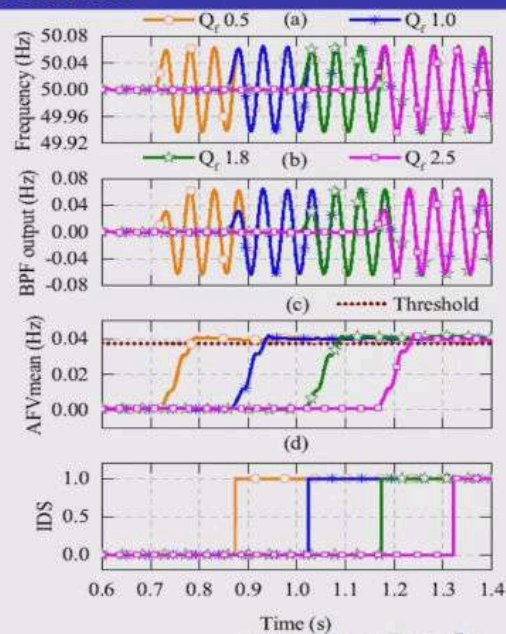 Q_f 0.5 (a) Q_f 1.0
Frequency (Hz)
50.08
50.04
50.00
49.96
49.92
Q_f 1.8 (b) Q_f 2.5
BPF output (Hz)
0.08
0.04
0.00
-0.04
-0.08
(c) Threshold
AFVmean (Hz)
0.04
0.02
0.00
(d)
IDS
1.0
0.5
0.0
0.6 0.7 0.8 0.9 1.0 1.1 1.2 1.3 1.4
Time (s)